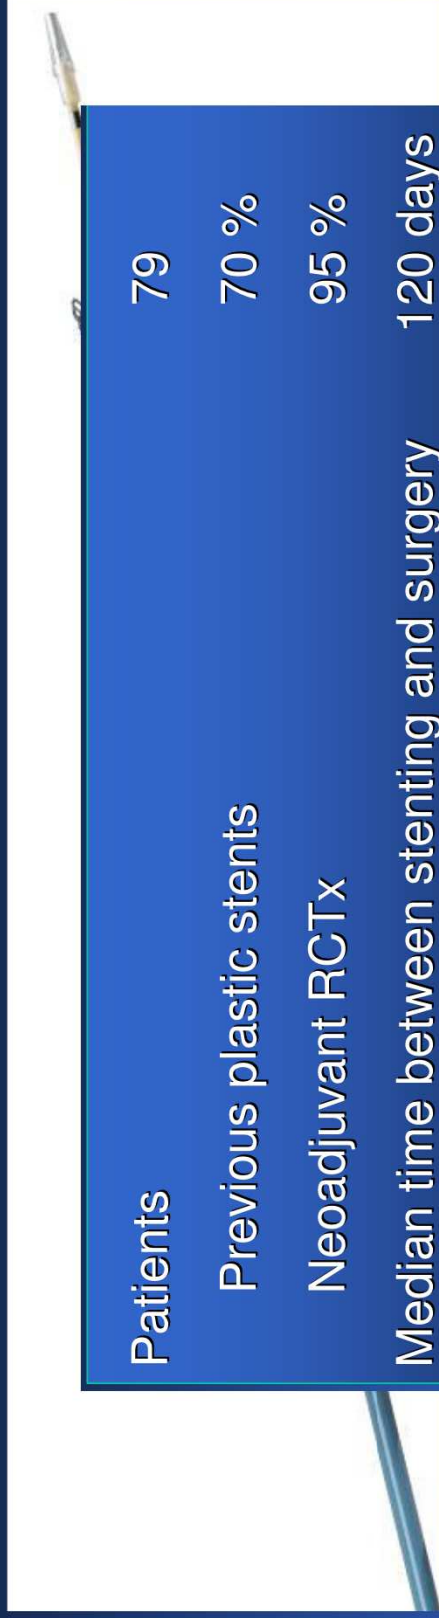 Patients 79
Previous plastic stents 70 %
Neoadjuvant RCTx 95 %
Median time between stenting and surgery 120 days